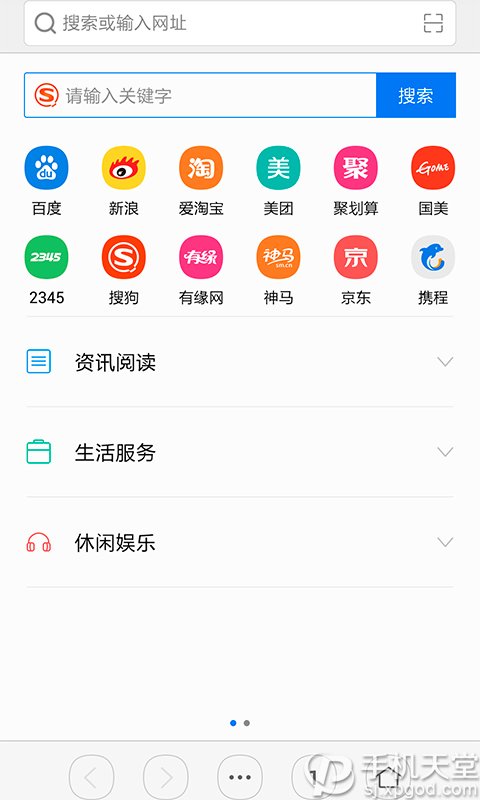 搜索或输入网址
请输入关键字 搜索
du 淘 美 聚 GOME
百度 新浪 爱淘宝 美团 聚划算 国美
2345 S 有缘 神马 sm.cn 京
2345 搜狗 有缘网 神马 京东 携程
资讯阅读
生活服务
休闲娱乐
1 手机天堂
sj.xpgod.com